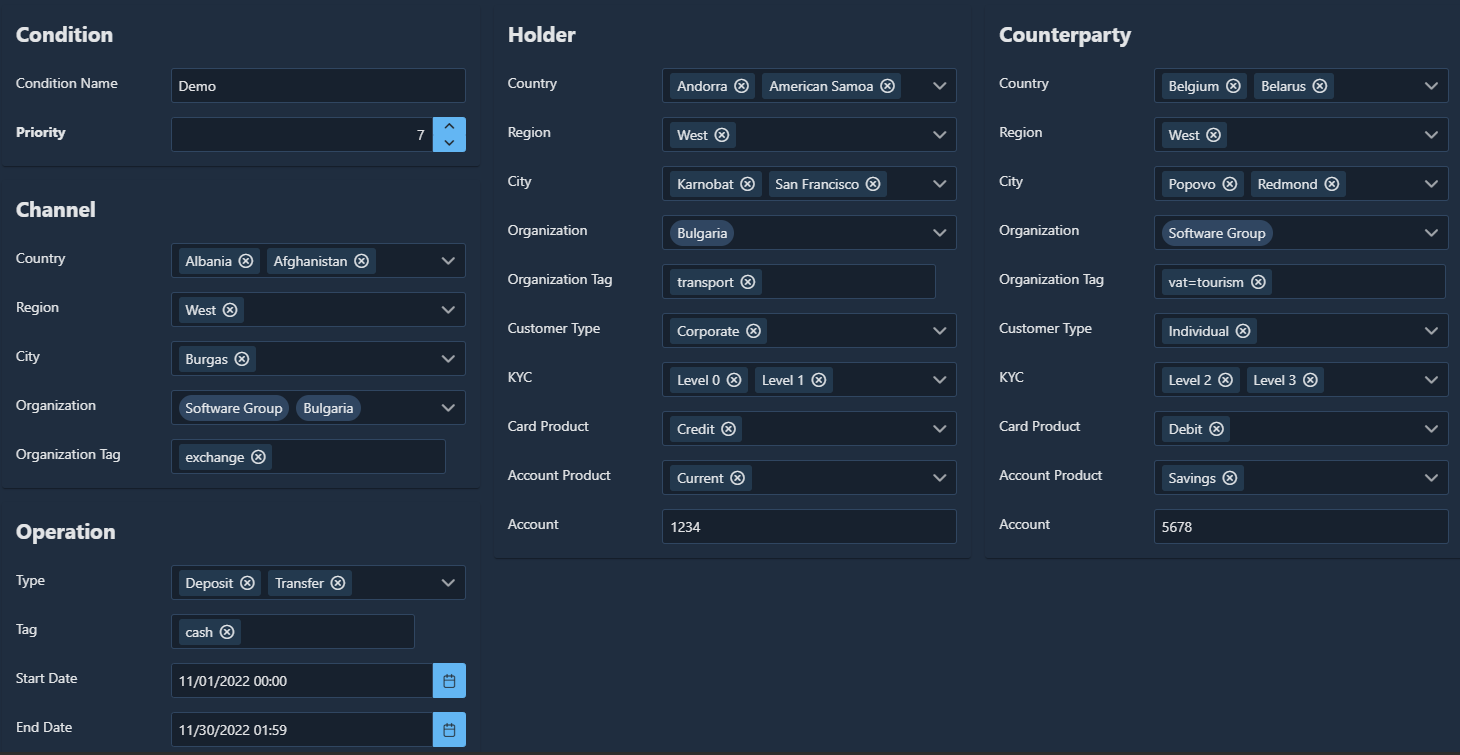 Condition
Condition Name Demo
Priority 7
Channel
Country Albania Afghanistan
Region West
City Burgas
Organization Software Group Bulgaria
Organization Tag exchange
Operation
Type Deposit Transfer
Tag cash
Start Date 11/01/2022 00:00
End Date 11/30/2022 01:59
Holder
Country Andorra American Samoa
Region West
City Karnobat San Francisco
Organization Bulgaria
Organization Tag transport
Customer Type Corporate
KYC Level 0 Level 1
Card Product Credit
Account Product Current
Account 1234
Counterparty
Country Belgium Belarus
Region West
City Popovo Redmond
Organization Software Group
Organization Tag vat=tourism
Customer Type Individual
KYC Level 2 Level 3
Card Product Debit
Account Product Savings
Account 5678